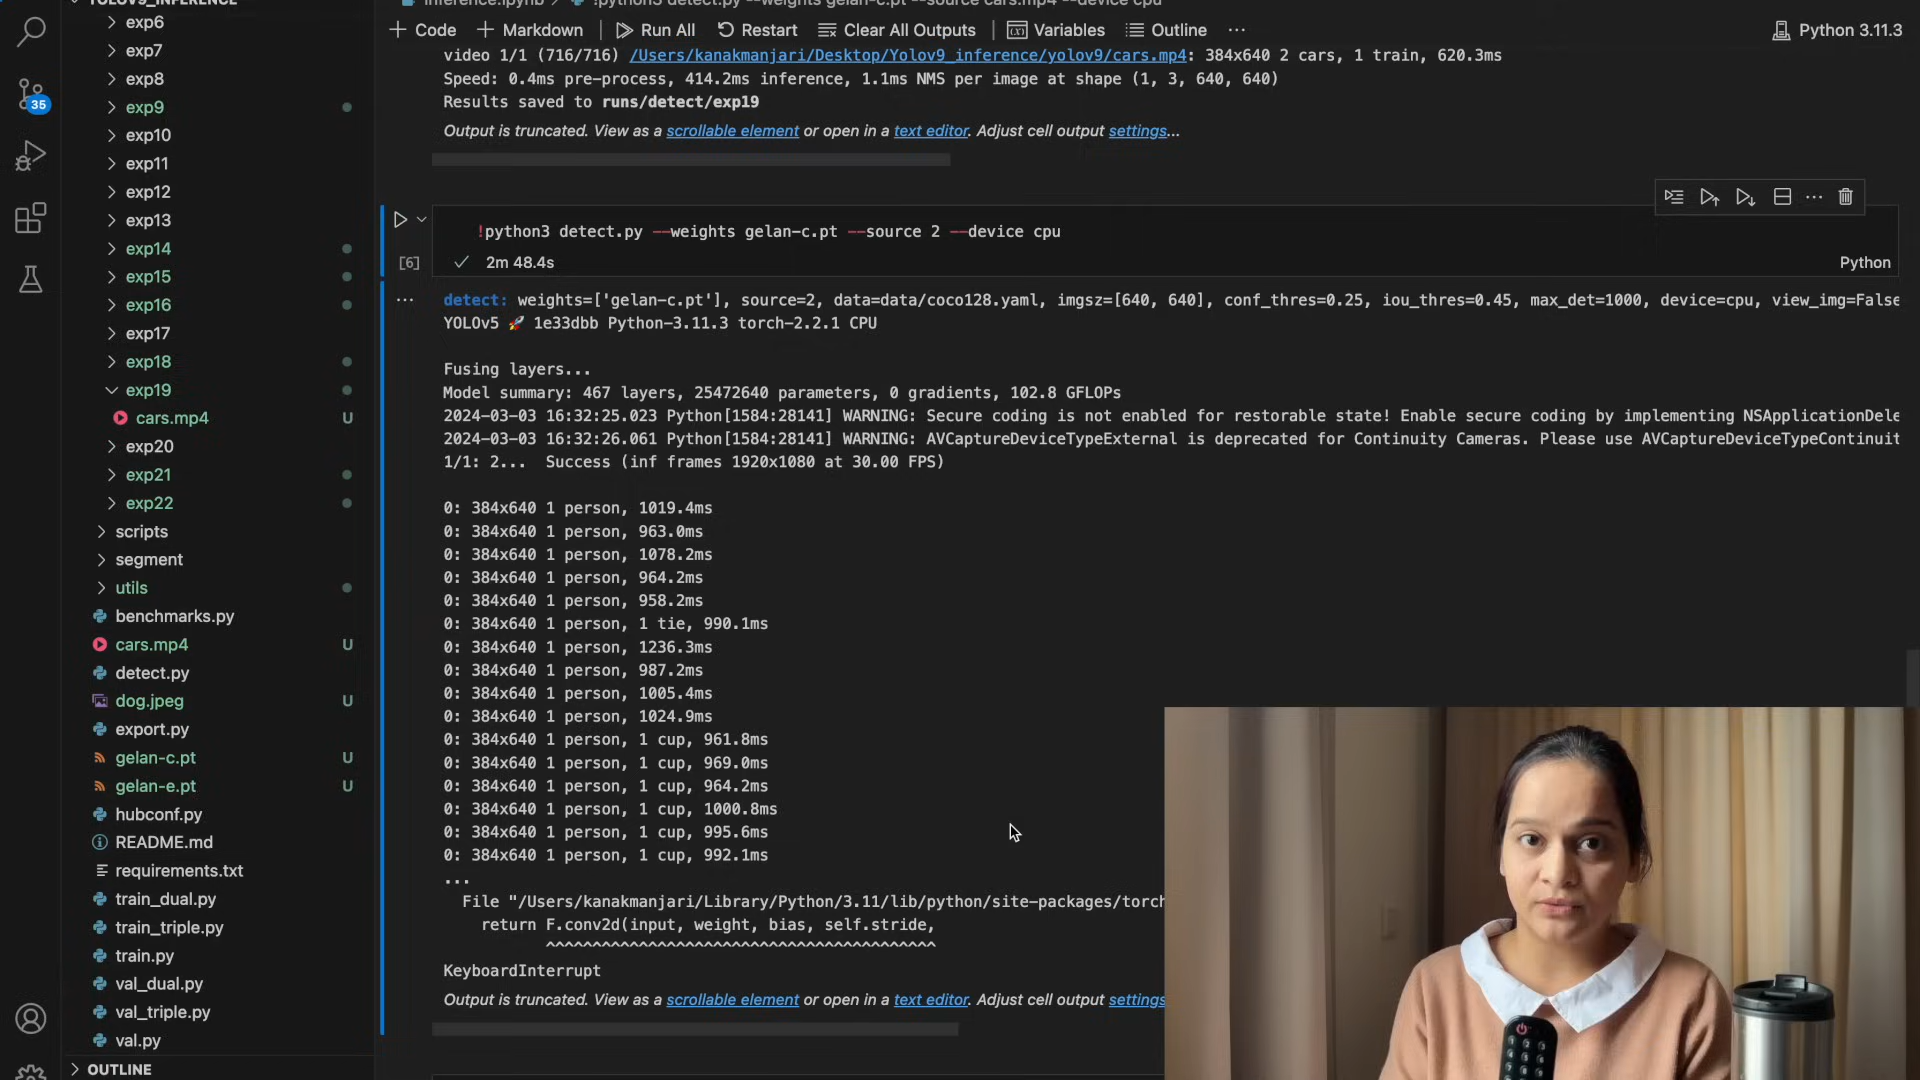 YOLOV9_INFERENCE
exp6
exp7
exp8
exp9
exp10
exp11
exp12
exp13
exp14
exp15
exp16
exp17
exp18
exp19
cars.mp4 U
exp20
exp21
exp22
scripts
segment
utils
benchmarks.py
cars.mp4 U
detect.py
dog.jpeg U
export.py
gelan-c.pt U
gelan-e.pt U
hubconf.py
README.md
requirements.txt
train_dual.py
train_triple.py
train.py
val_dual.py
val_triple.py
val.py
OUTLINE
35
inference.ipynb > !python3 detect.py --weights gelan-c.pt --source cars.mp4 --device cpu
+ Code + Markdown Run All Restart Clear All Outputs Variables Outline ...
Python 3.11.3
video 1/1 (716/716) /Users/kanakmanjari/Desktop/Yolov9_inference/yolov9/cars.mp4: 384x640 2 cars, 1 train, 620.3ms
Speed: 0.4ms pre-process, 414.2ms inference, 1.1ms NMS per image at shape (1, 3, 640, 640)
Results saved to runs/detect/exp19
Output is truncated. View as a scrollable element or open in a text editor. Adjust cell output settings...
!python3 detect.py --weights gelan-c.pt --source 2 --device cpu
[6] 2m 48.4s
Python
detect: weights=['gelan-c.pt'], source=2, data=data/coco128.yaml, imgsz=[640, 640], conf_thres=0.25, iou_thres=0.45, max_det=1000, device=cpu, view_img=False
YOLOv5 🚀 1e33dbb Python-3.11.3 torch-2.2.1 CPU
Fusing layers...
Model summary: 467 layers, 25472640 parameters, 0 gradients, 102.8 GFLOPs
2024-03-03 16:32:25.023 Python[1584:28141] WARNING: Secure coding is not enabled for restorable state! Enable secure coding by implementing NSApplicationDele
2024-03-03 16:32:26.061 Python[1584:28141] WARNING: AVCaptureDeviceTypeExternal is deprecated for Continuity Cameras. Please use AVCaptureDeviceTypeContinuit
1/1: 2... Success (inf frames 1920x1080 at 30.00 FPS)
0: 384x640 1 person, 1019.4ms
0: 384x640 1 person, 963.0ms
0: 384x640 1 person, 1078.2ms
0: 384x640 1 person, 964.2ms
0: 384x640 1 person, 958.2ms
0: 384x640 1 person, 1 tie, 990.1ms
0: 384x640 1 person, 1236.3ms
0: 384x640 1 person, 987.2ms
0: 384x640 1 person, 1005.4ms
0: 384x640 1 person, 1024.9ms
0: 384x640 1 person, 1 cup, 961.8ms
0: 384x640 1 person, 1 cup, 969.0ms
0: 384x640 1 person, 1 cup, 964.2ms
0: 384x640 1 person, 1 cup, 1000.8ms
0: 384x640 1 person, 1 cup, 995.6ms
0: 384x640 1 person, 1 cup, 992.1ms
...
File "/Users/kanakmanjari/Library/Python/3.11/lib/python/site-packages/torch
return F.conv2d(input, weight, bias, self.stride,
^^^^^^^^^^^^^^^^^^^^^^^^^^^^^^^^^^^^^^^^^^
KeyboardInterrupt
Output is truncated. View as a scrollable element or open in a text editor. Adjust cell output settings